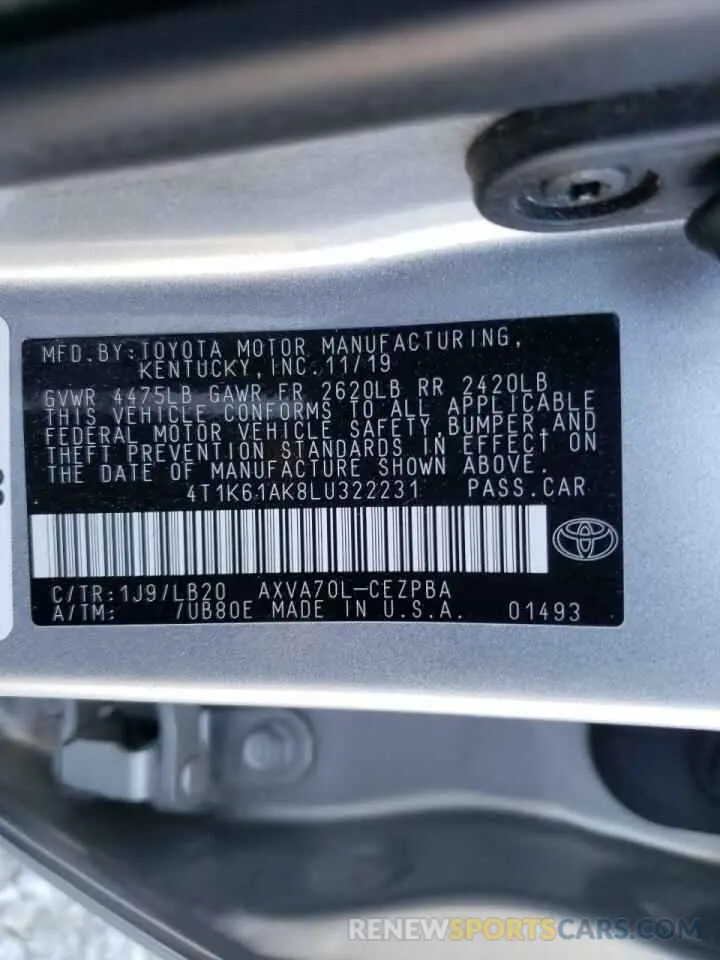 MFD.BY:TOYOTA MOTOR MANUFACTURING,
KENTUCKY,INC.11/19
GVWR 4475LB GAWR FR 2620LB RR 2420LB
THIS VEHICLE CONFORMS TO ALL APPLICABLE
FEDERAL MOTOR VEHICLE SAFETY,BUMPER,AND
THEFT PREVENTION STANDARDS IN EFFECT ON
THE DATE OF MANUFACTURE SHOWN ABOVE.
4T1K61AK8LU322231 PASS.CAR
C/TR:1J9/LB20 AXVA70L-CEZPBA
A/TM: /UB80E MADE IN U.S.A. 01493
RENEWSPORTSCARS.COM